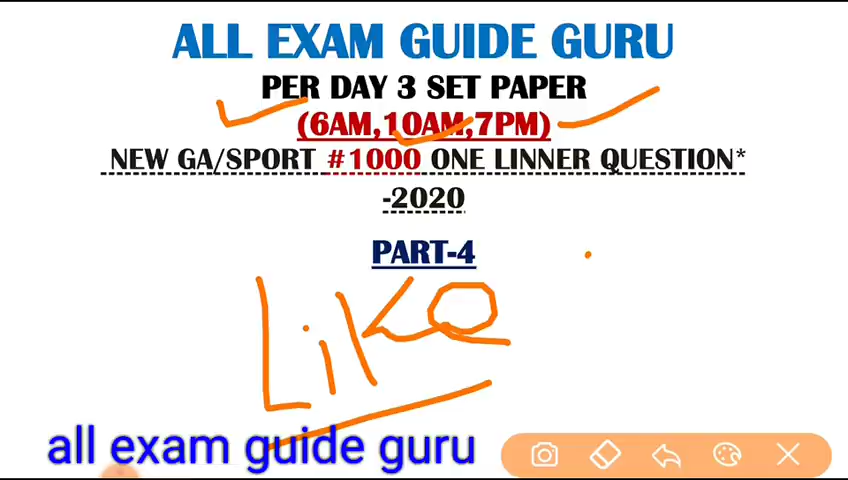 ALL EXAM GUIDE GURU
PER DAY 3 SET PAPER
(6AM,10AM,7PM)
NEW GA/SPORT #1000 ONE LINNER QUESTION*
-2020
PART-4
Like
all exam guide guru